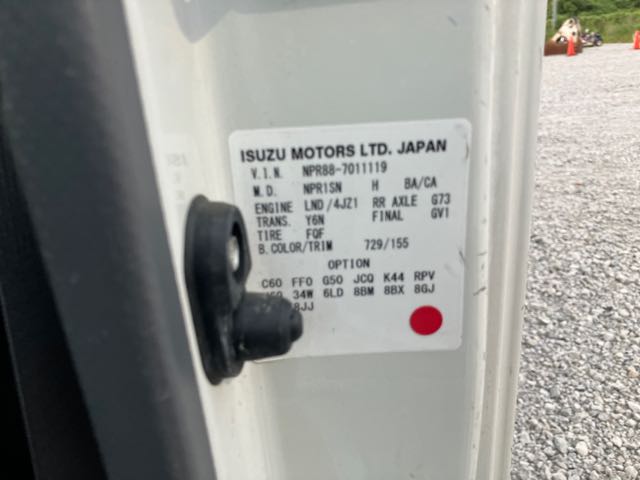 ISUZU MOTORS LTD. JAPAN
V.I.N. NPR88-7011119
M.D. NPR1SN H BA/CA
ENGINE LND/4JZ1 RR AXLE G73
TRANS. Y6N FINAL GV1
TIRE FQF
B.COLOR/TRIM 729/155
OPTION
C60 FF0 G50 JCQ K44 RPV
34W 6LD 8BM 8BX 8GJ
8JJ